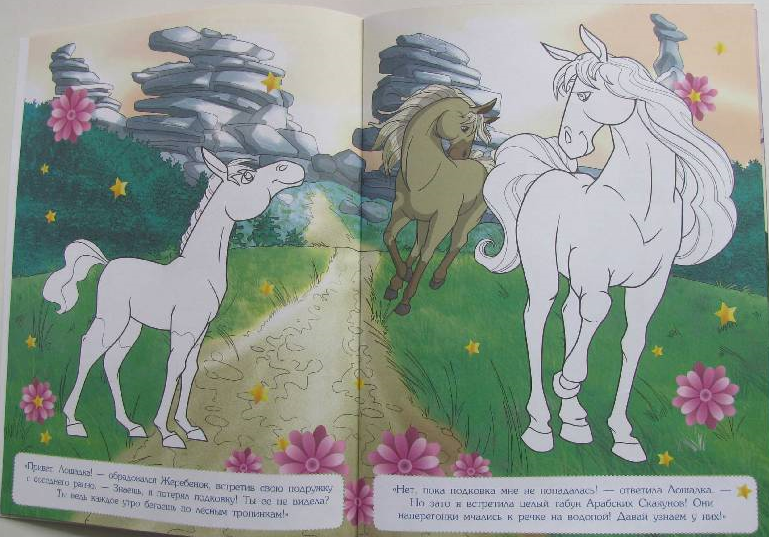 «Привет, Лошадка! — обрадовался Жеребенок, встретив свою подружку
с соседнего ранчо. — Знаешь, я потерял подковку! Ты ее не видела?
Ты ведь каждое утро бегаешь по лесным тропинкам!»
«Нет, пока подковка мне не попадалась! — ответила Лошадка. —
Но зато я встретила целый табун Арабских Скакунов! Они
наперегонки мчались к речке на водопой! Давай узнаем у них!»